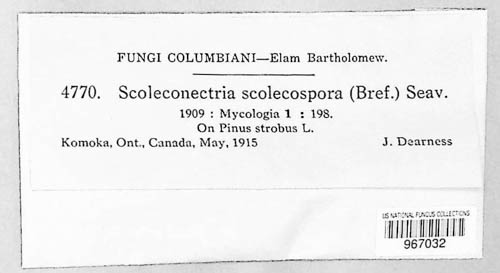 FUNGI COLUMBIANI—Elam Bartholomew.
4770. Scoleconectria scolecospora (Bref.) Seav.
1909 : Mycologia 1 : 198.
On Pinus strobus L.
Komoka, Ont., Canada, May, 1915 J. Dearness
US NATIONAL FUNGUS COLLECTIONS
967032